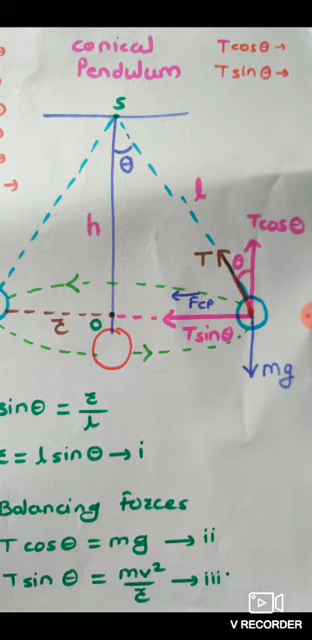 conical
Pendulum
Tcosθ→
Tsinθ→
S
θ
l
h
Tcosθ
T
θ
FCP
r
O
Tsinθ
mg
sinθ = r/l
r = l sinθ → i
Balancing forces
T cosθ = mg → ii
T sinθ = mv²/r → iii
V RECORDER